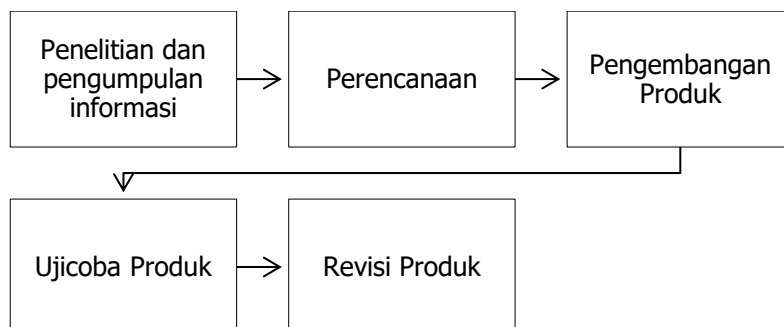 Penelitian dan
pengumpulan
informasi
Perencanaan
Pengembangan
Produk
Ujicoba Produk
Revisi Produk